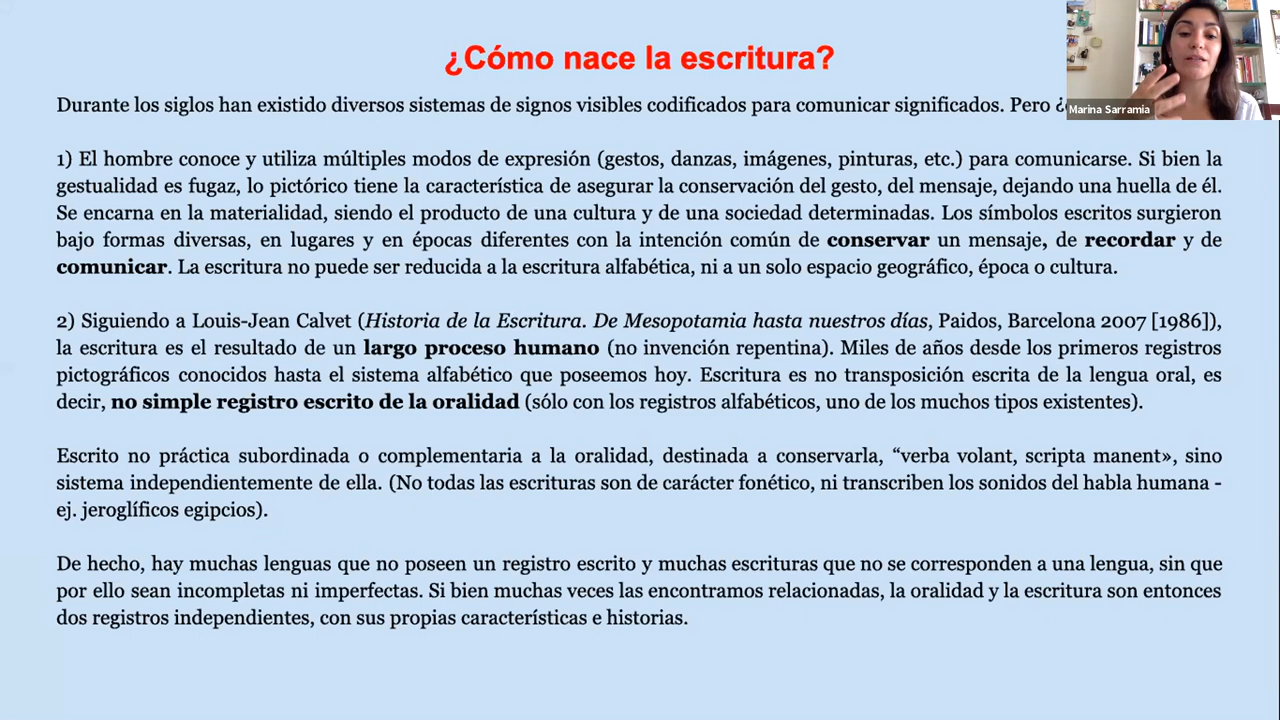 ¿Cómo nace la escritura?
Durante los siglos han existido diversos sistemas de signos visibles codificados para comunicar significados. Pero
Marina Sarramia
1) El hombre conoce y utiliza múltiples modos de expresión (gestos, danzas, imágenes, pinturas, etc.) para comunicarse. Si bien la
gestualidad es fugaz, lo pictórico tiene la característica de asegurar la conservación del gesto, del mensaje, dejando una huella de él.
Se encarna en la materialidad, siendo el producto de una cultura y de una sociedad determinadas. Los símbolos escritos surgieron
bajo formas diversas, en lugares y en épocas diferentes con la intención común de conservar un mensaje, de recordar y de
comunicar. La escritura no puede ser reducida a la escritura alfabética, ni a un solo espacio geográfico, época o cultura.
2) Siguiendo a Louis-Jean Calvet (Historia de la Escritura. De Mesopotamia hasta nuestros días, Paidos, Barcelona 2007 [1986]),
la escritura es el resultado de un largo proceso humano (no invención repentina). Miles de años desde los primeros registros
pictográficos conocidos hasta el sistema alfabético que poseemos hoy. Escritura es no transposición escrita de la lengua oral, es
decir, no simple registro escrito de la oralidad (sólo con los registros alfabéticos, uno de los muchos tipos existentes).
Escrito no práctica subordinada o complementaria a la oralidad, destinada a conservarla, “verba volant, scripta manent», sino
sistema independientemente de ella. (No todas las escrituras son de carácter fonético, ni transcriben los sonidos del habla humana -
ej. jeroglíficos egipcios).
De hecho, hay muchas lenguas que no poseen un registro escrito y muchas escrituras que no se corresponden a una lengua, sin que
por ello sean incompletas ni imperfectas. Si bien muchas veces las encontramos relacionadas, la oralidad y la escritura son entonces
dos registros independientes, con sus propias características e historias.